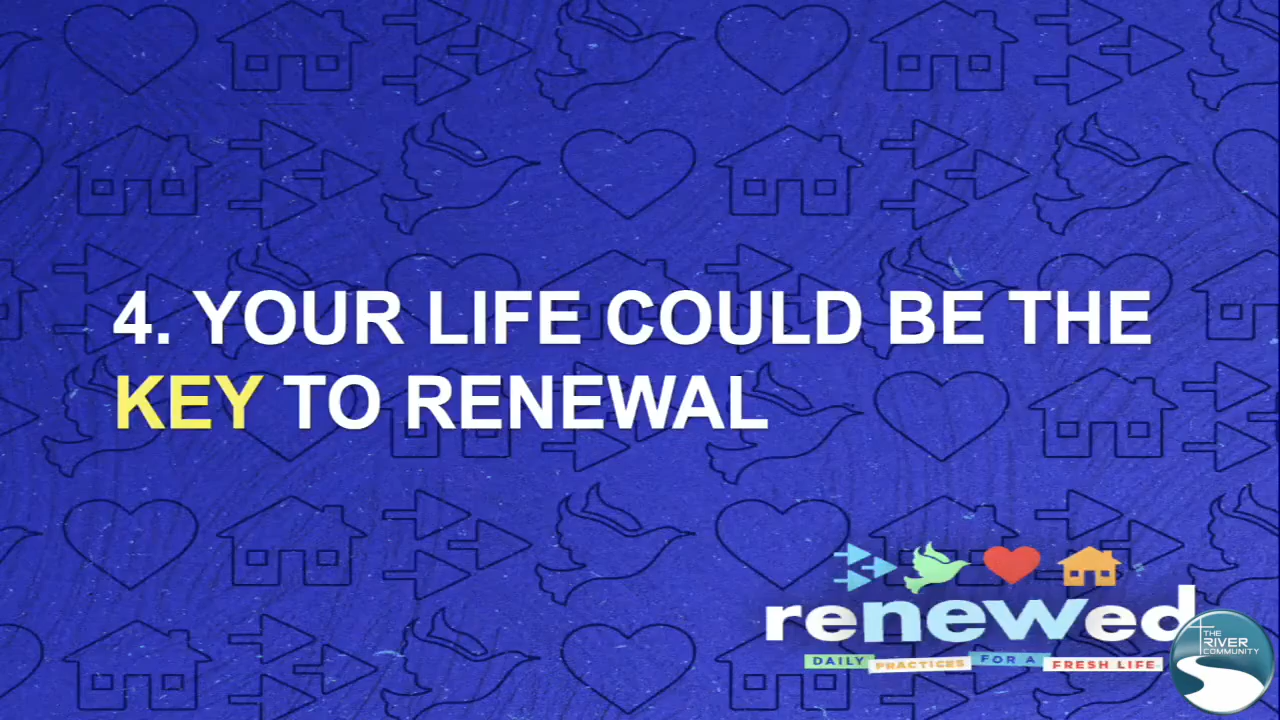 4. YOUR LIFE COULD BE THE
KEY TO RENEWAL
renewed
DAILY PRACTICES FOR A FRESH LIFE
THE
RIVER
COMMUNITY